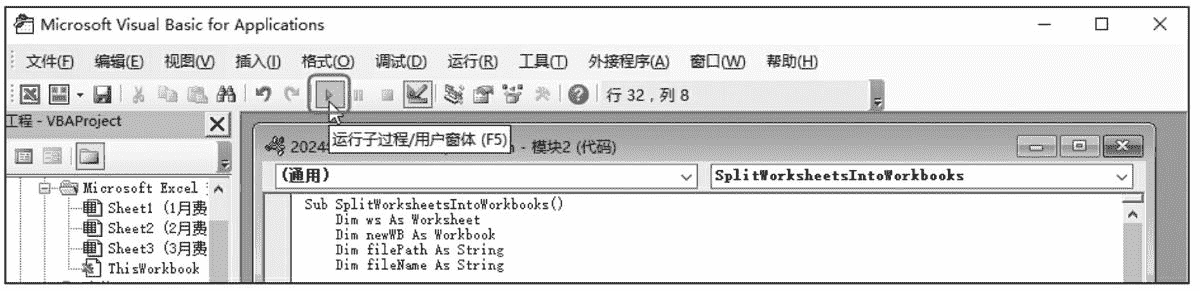 Microsoft Visual Basic for Applications
文件(F) 编辑(E) 视图(V) 插入(I) 格式(O) 调试(D) 运行(R) 工具(T) 外接程序(A) 窗口(W) 帮助(H)
行 32，列 8
工程 - VBAProject
运行子过程/用户窗体 (F5)
- 模块2 (代码)
(通用) SplitWorksheetsIntoWorkbooks
Microsoft Excel
Sheet1 (1月费
Sheet2 (2月费
Sheet3 (3月费
ThisWorkbook
Sub SplitWorksheetsIntoWorkbooks()
Dim ws As Worksheet
Dim newWB As Workbook
Dim filePath As String
Dim fileName As String